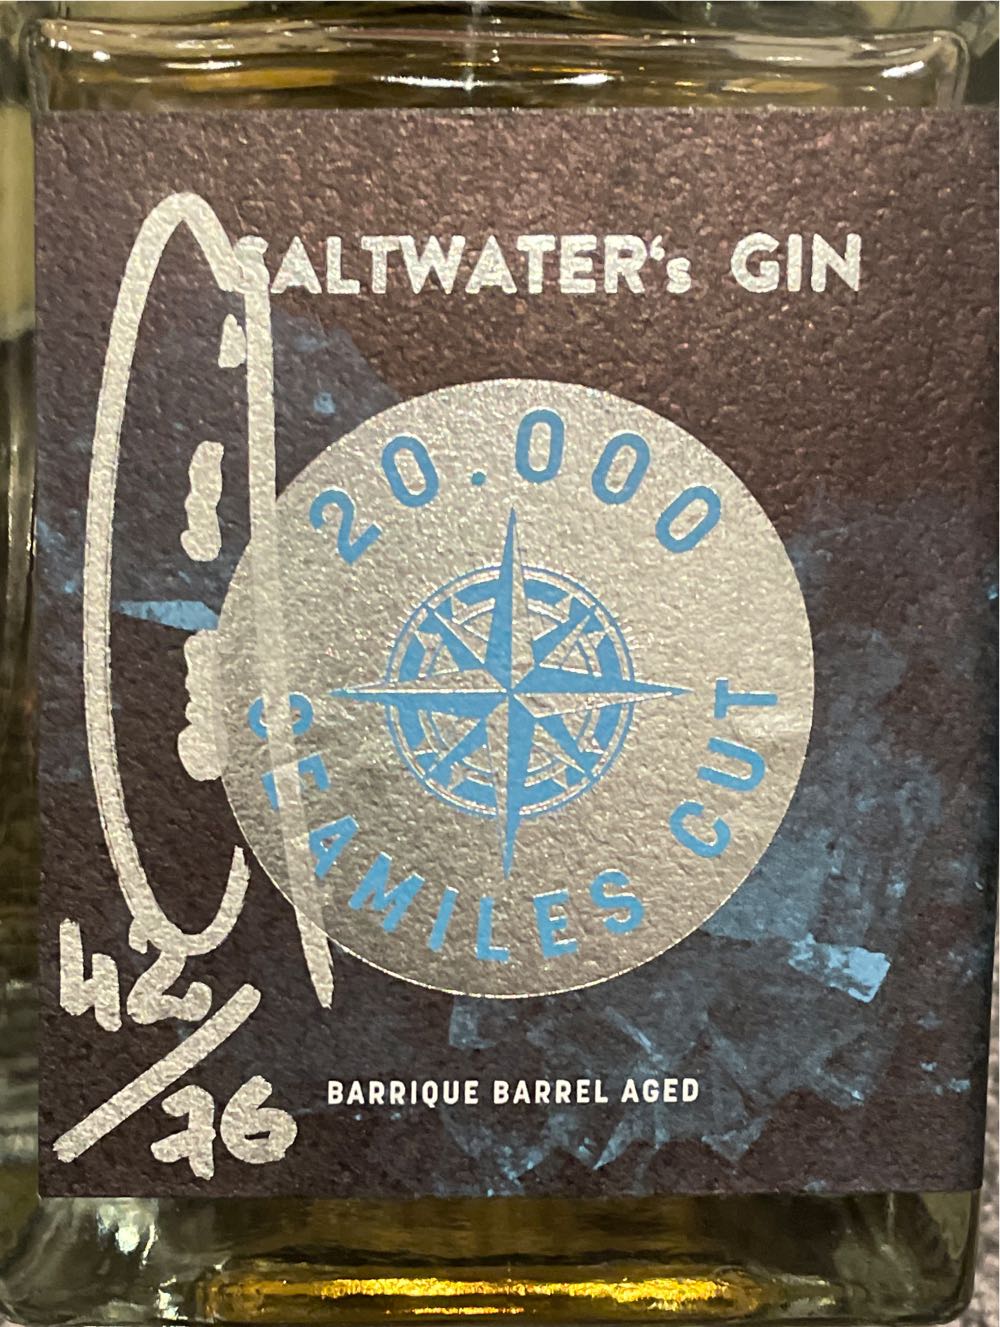 SALTWATER‘s GIN
20.000
SEAMILES CUT
42/76
BARRIQUE BARREL AGED